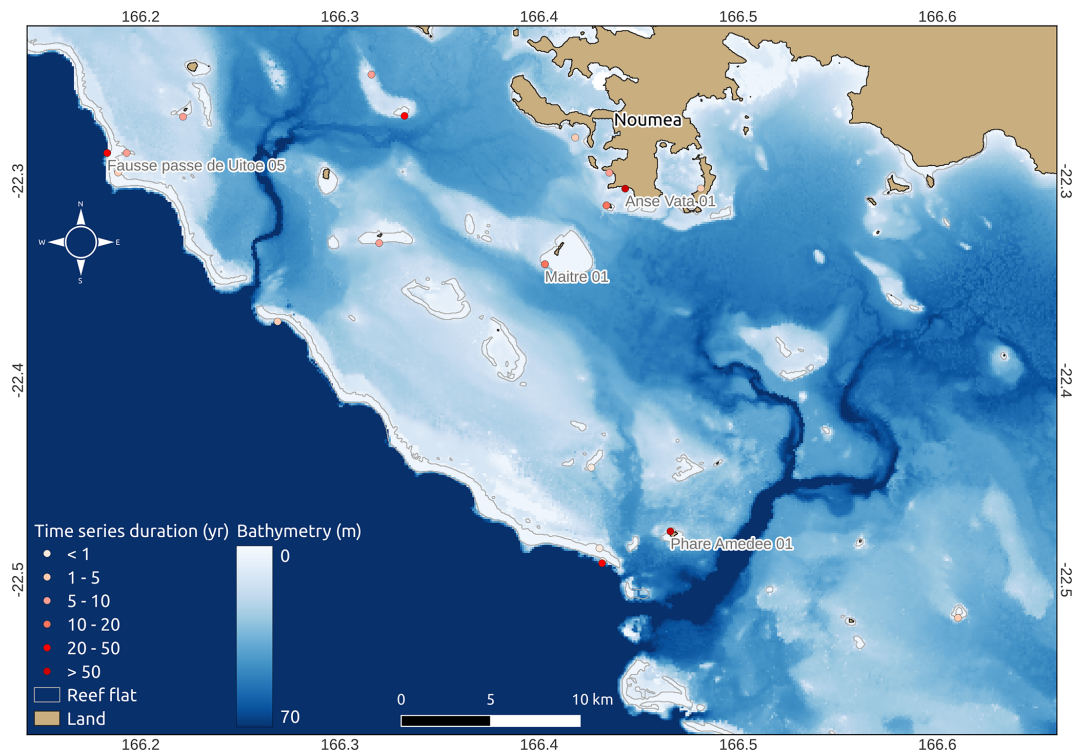 166.2 166.3 166.4 166.5 166.6
Noumea
Fausse passe de Uitoe 05
-22.3 -22.3
Anse Vata 01
N
W E
S
Maitre 01
-22.4 -22.4
Phare Amedee 01
-22.5 -22.5
Time series duration (yr)
< 1
1 - 5
5 - 10
10 - 20
20 - 50
> 50
Reef flat
Land
Bathymetry (m)
0
70
0 5 10 km
166.2 166.3 166.4 166.5 166.6